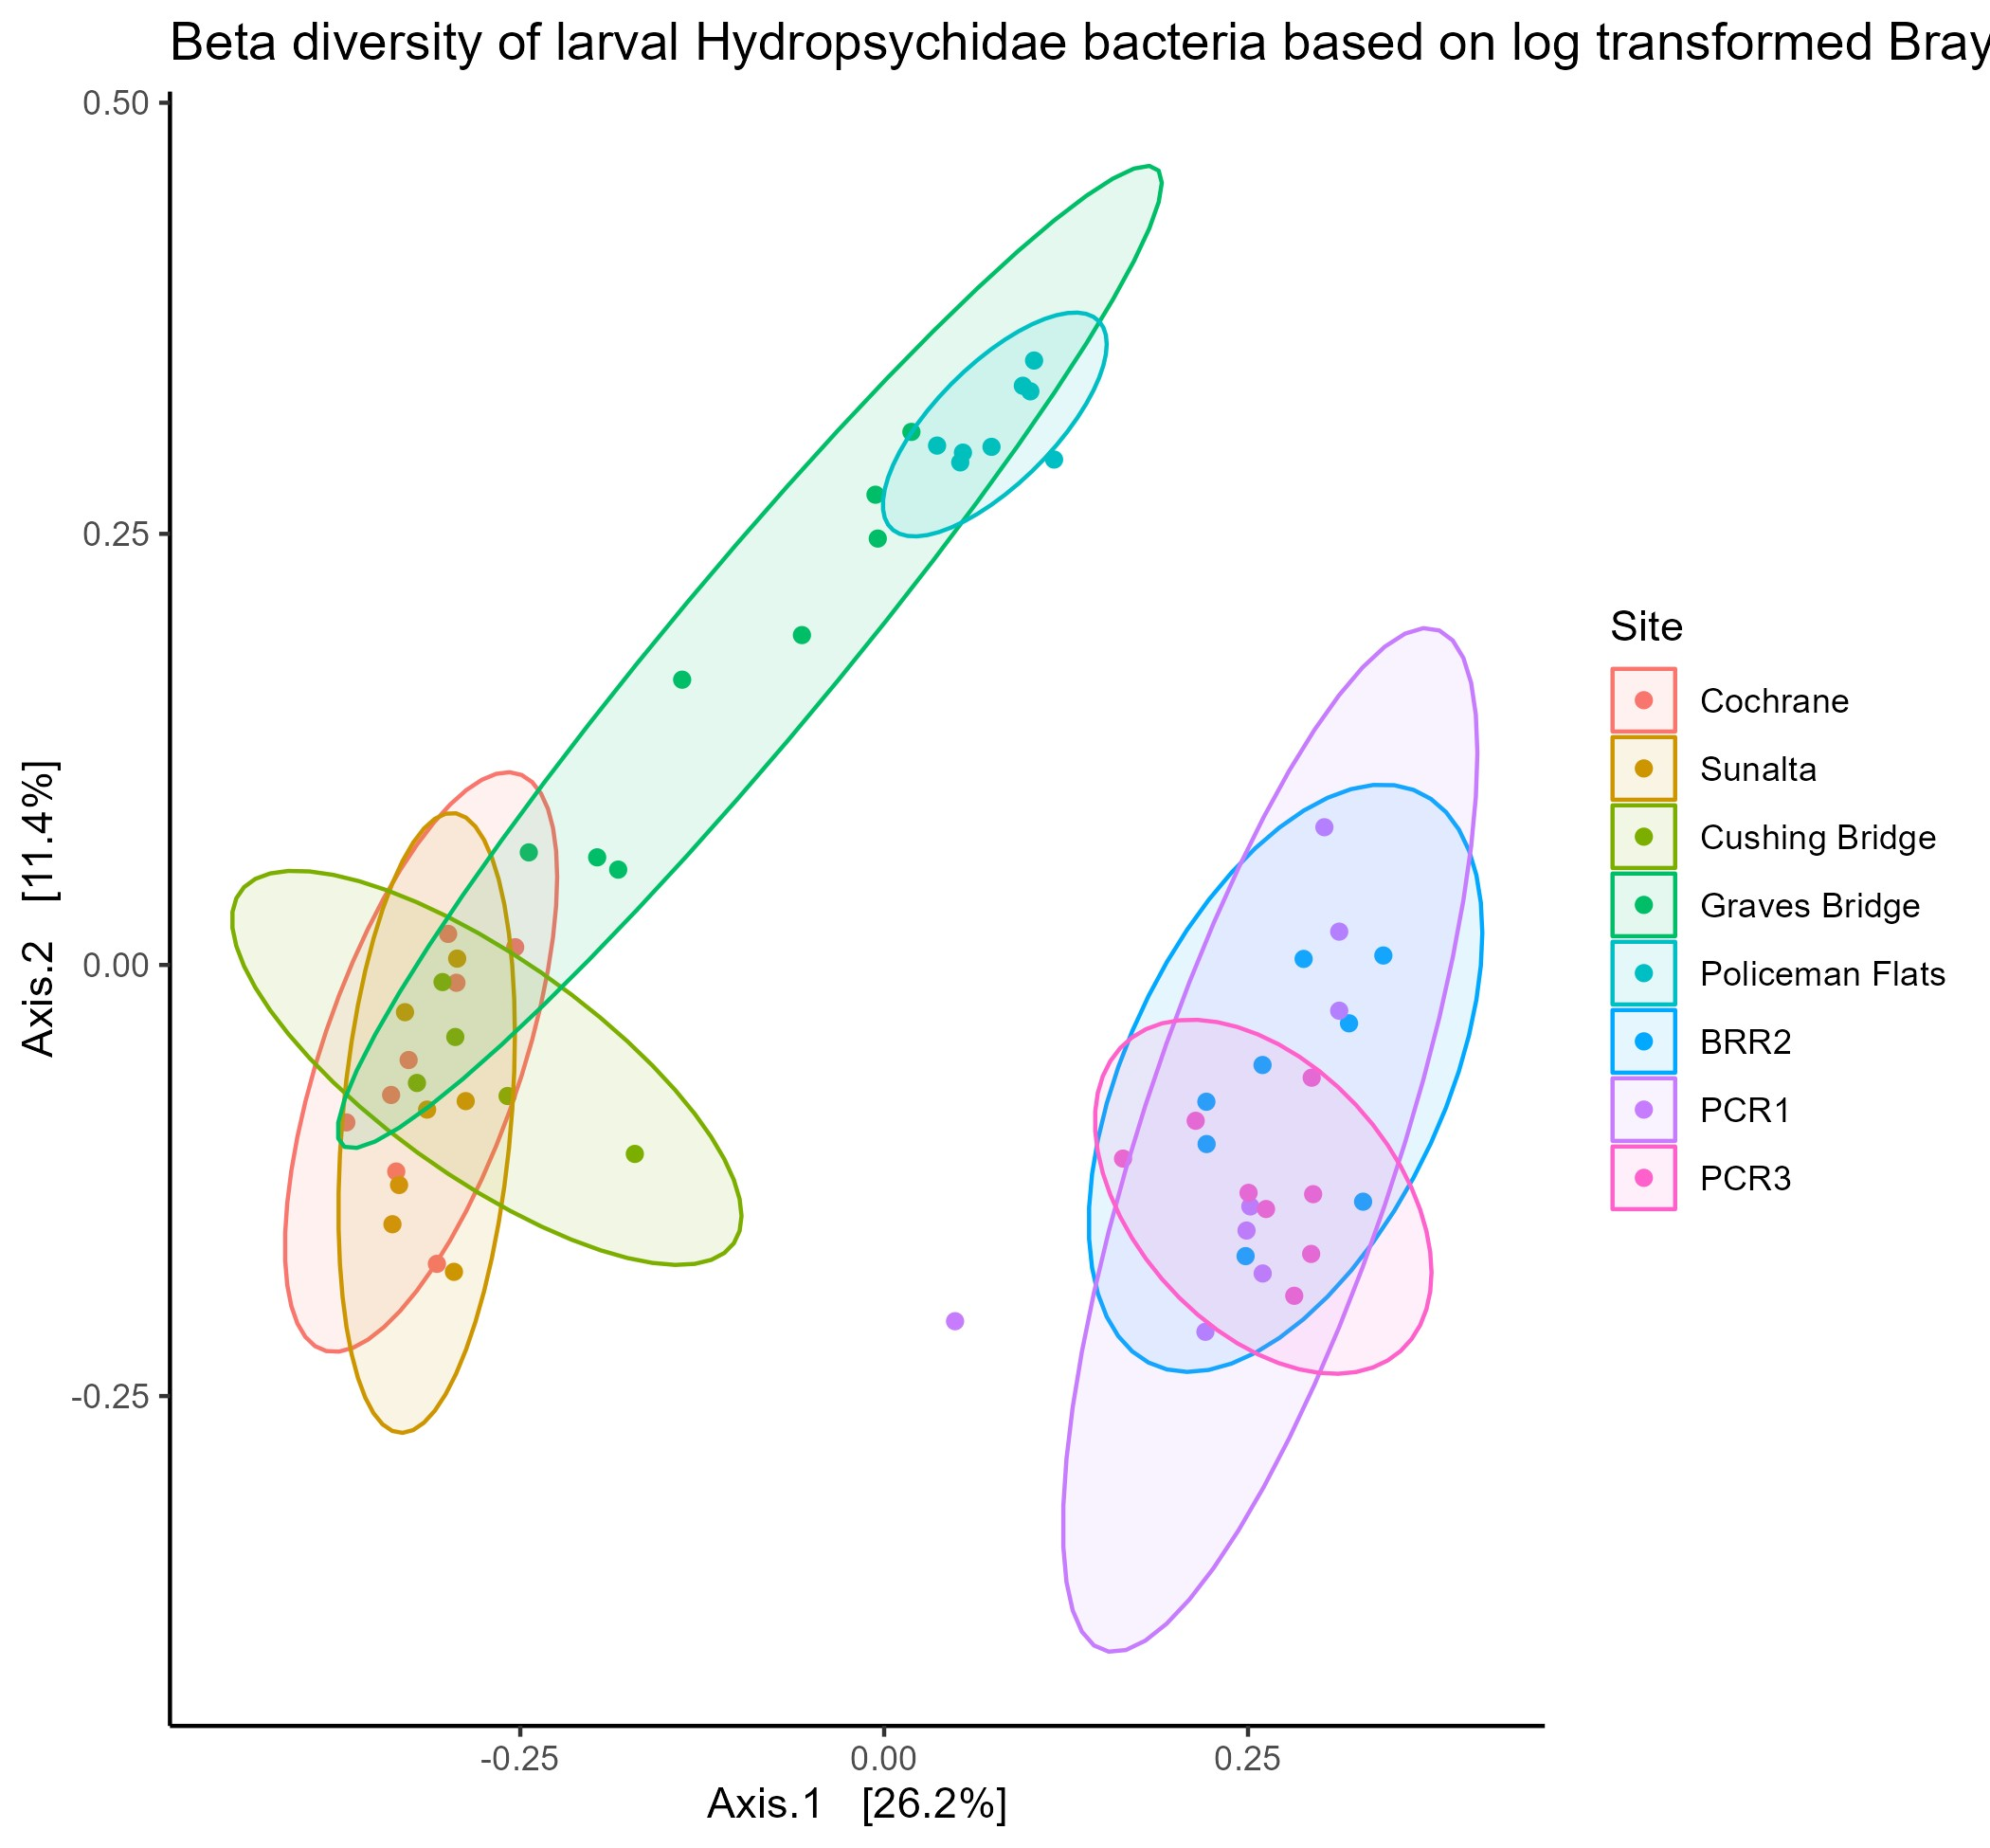 Beta diversity of larval Hydropsychidae bacteria based on log transformed Bray
0.50
0.25
0.00
-0.25
Axis.2 [11.4%]
-0.25 0.00 0.25
Axis.1 [26.2%]
Site
Cochrane
Sunalta
Cushing Bridge
Graves Bridge
Policeman Flats
BRR2
PCR1
PCR3